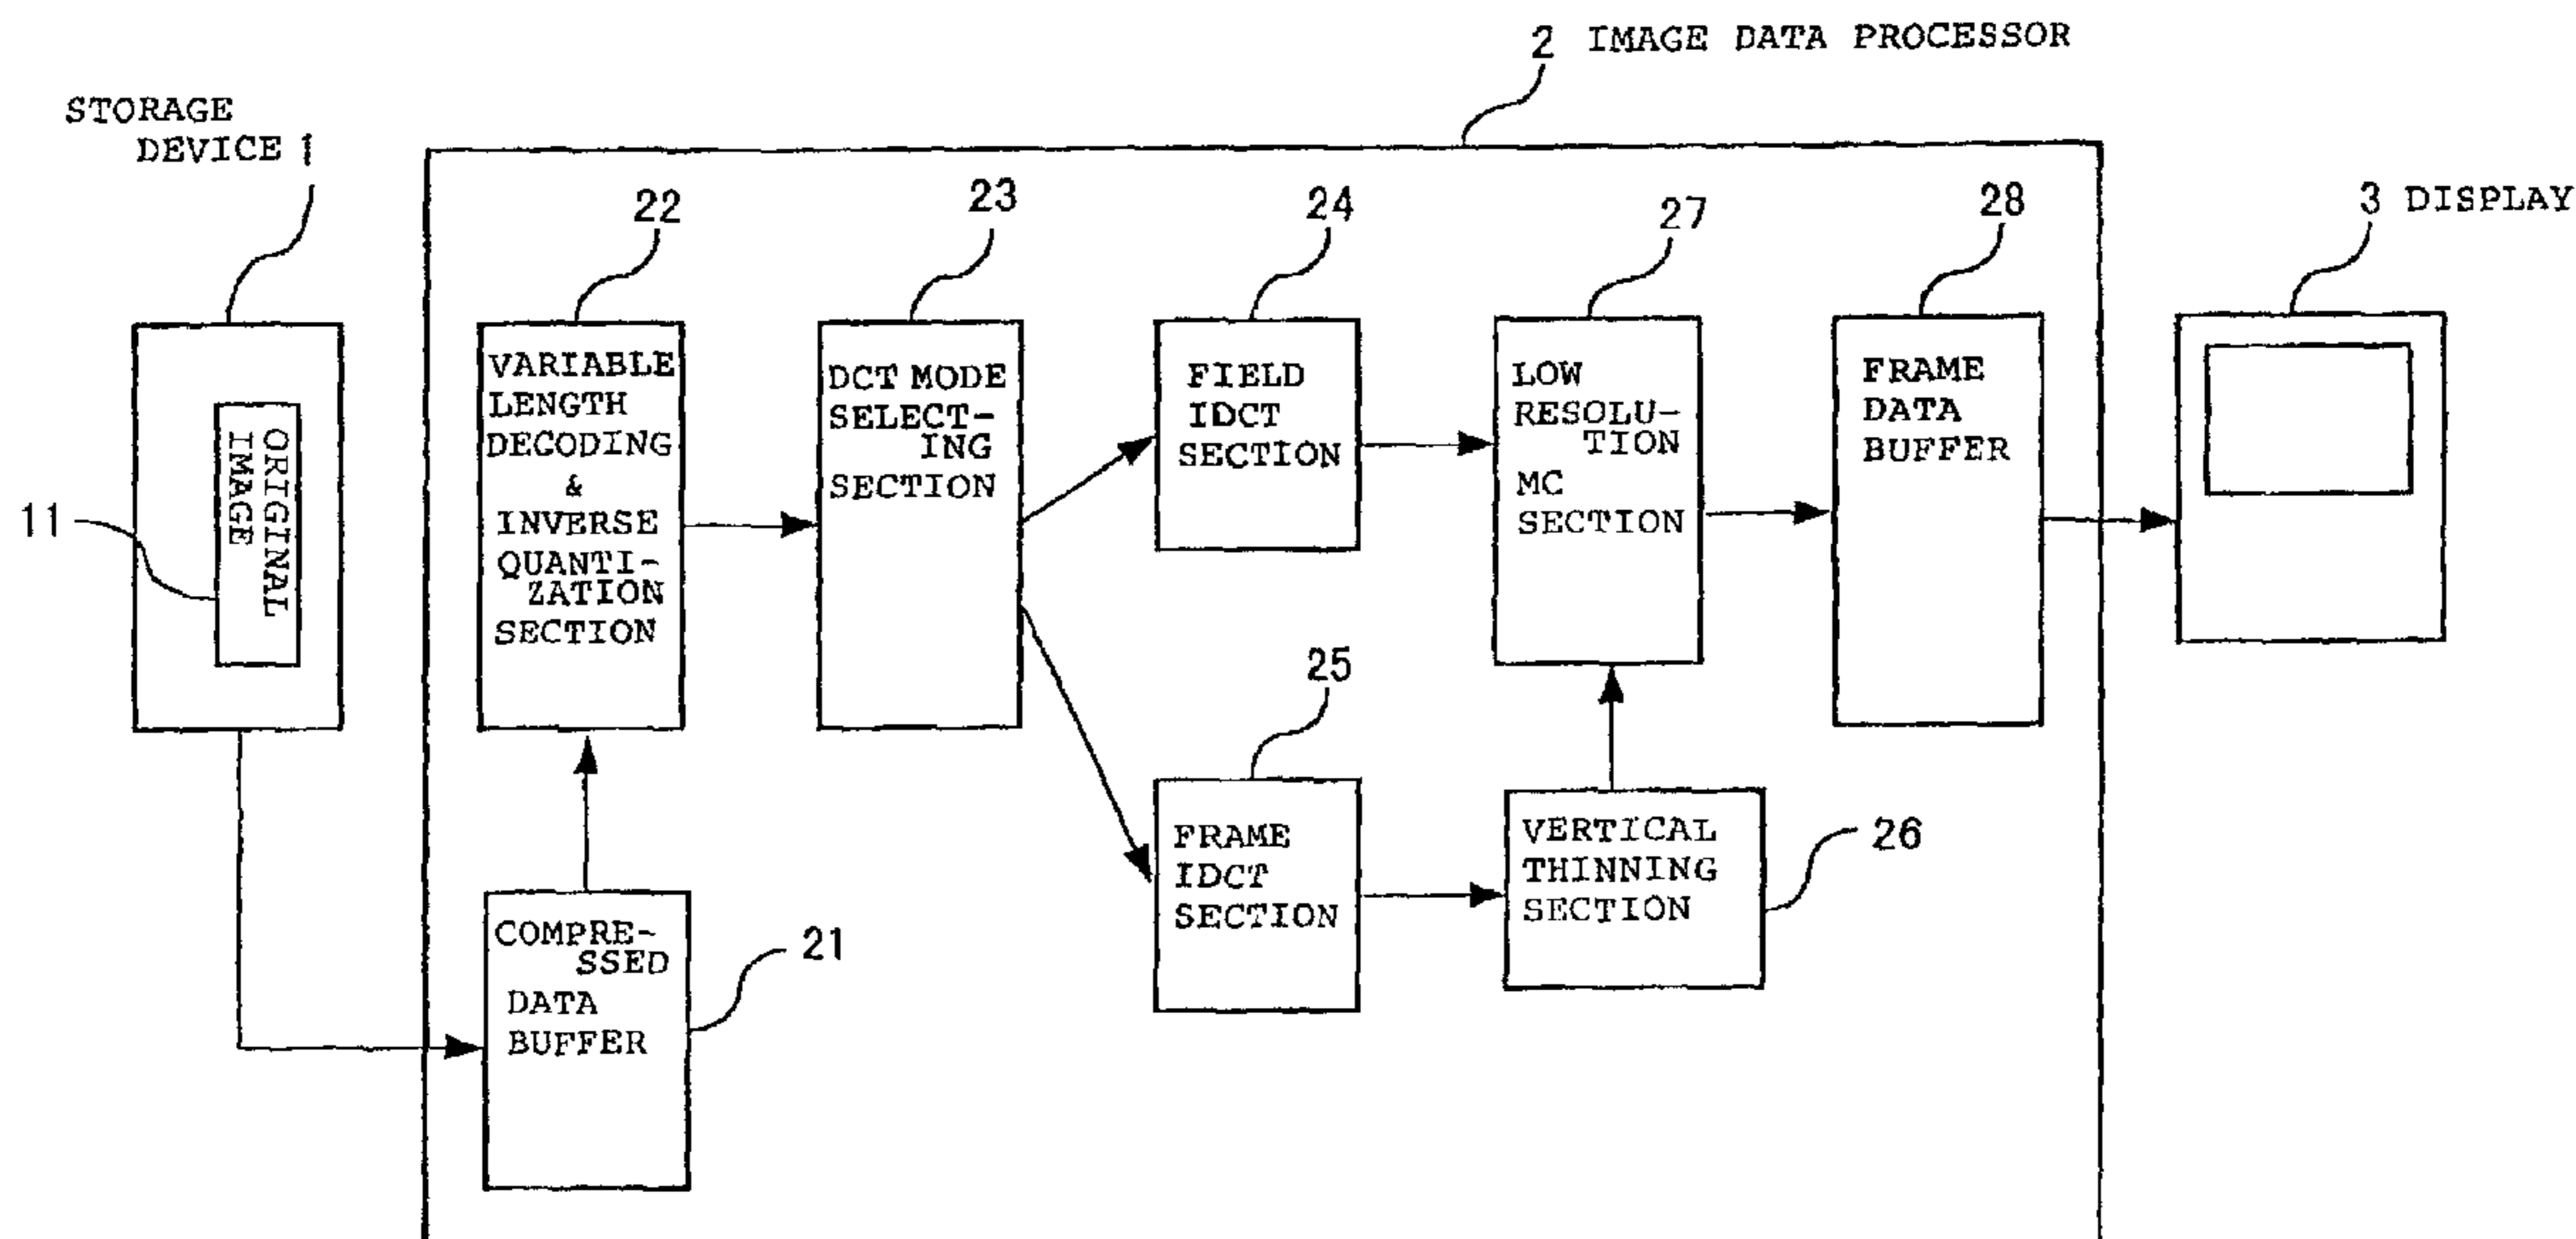 2 IMAGE DATA PROCESSOR
STORAGE
DEVICE 1
22
23
24
27
28
3 DISPLAY
11
ORIGINAL
IMAGE
VARIABLE
LENGTH
DECODING
&
INVERSE
QUANTI-
ZATION
SECTION
DCT MODE
SELECT-
ING
SECTION
FIELD
IDCT
SECTION
LOW
RESOLU-
TION
MC
SECTION
FRAME
DATA
BUFFER
25
FRAME
IDCT
SECTION
VERTICAL
THINNING
SECTION
26
COMPRE-
SSED
DATA
BUFFER
21